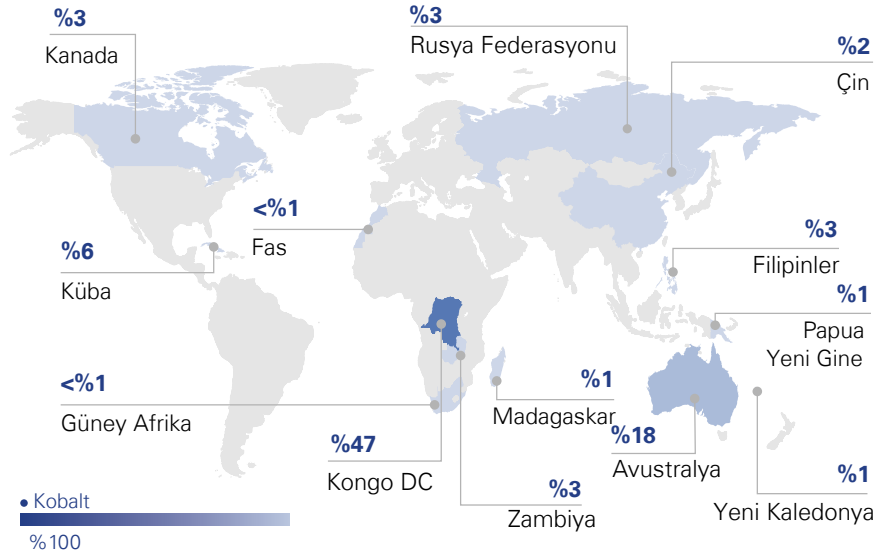 %3
Kanada
%3
Rusya Federasyonu
%2
Çin
<%1
Fas
%6
Küba
%3
Filipinler
%1
Papua
Yeni Gine
<%1
Güney Afrika
%1
Madagaskar
%47
Kongo DC
%18
Avustralya
%3
Zambiya
%1
Yeni Kaledonya
Kobalt
%100